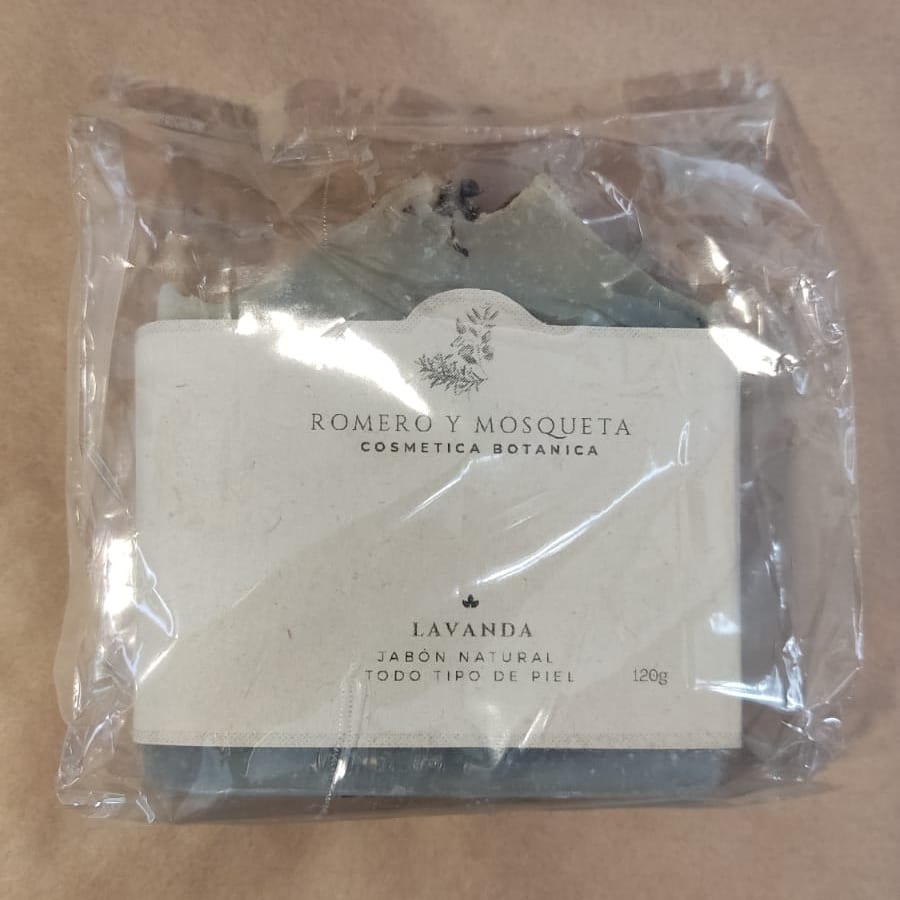 ROMERO Y MOSQUETA
COSMETICA BOTANICA
LAVANDA
JABÓN NATURAL
TODO TIPO DE PIEL
120g